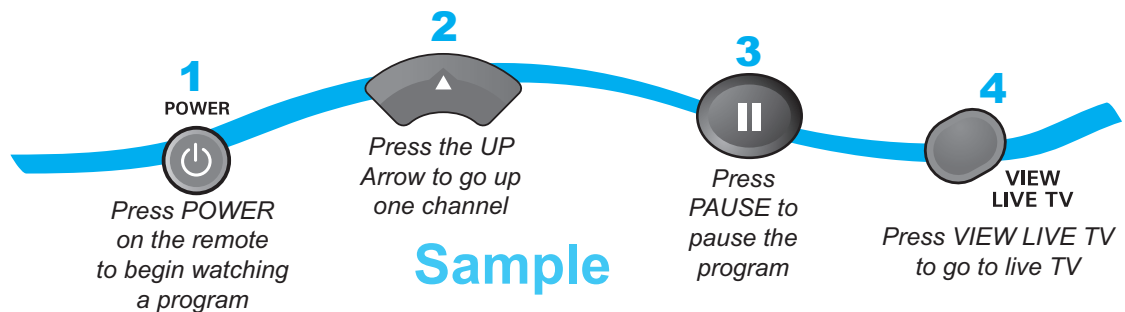 1
POWER
Press POWER
on the remote
to begin watching
a program
2
Press the UP
Arrow to go up
one channel
Sample
3
Press
PAUSE to
pause the
program
4
VIEW
LIVE TV
Press VIEW LIVE TV
to go to live TV